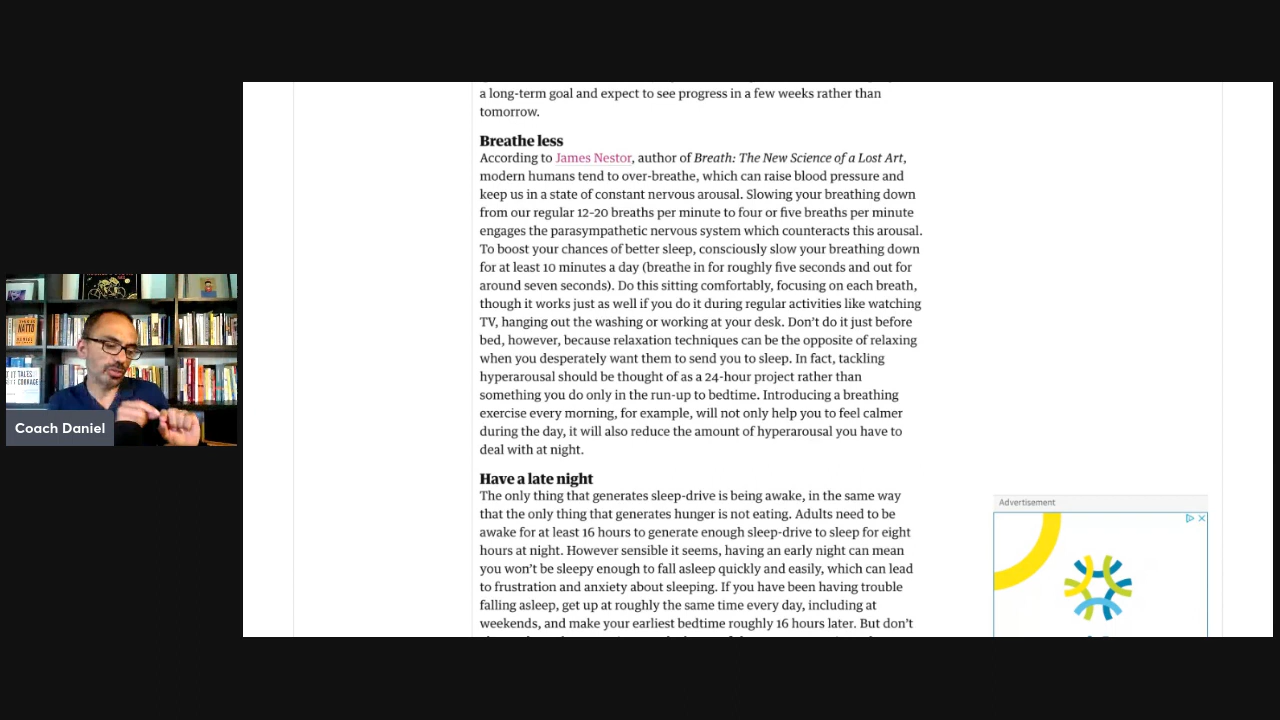 a long-term goal and expect to see progress in a few weeks rather than
tomorrow.
Breathe less
According to James Nestor, author of Breath: The New Science of a Lost Art,
modern humans tend to over-breathe, which can raise blood pressure and
keep us in a state of constant nervous arousal. Slowing your breathing down
from our regular 12-20 breaths per minute to four or five breaths per minute
engages the parasympathetic nervous system which counteracts this arousal.
To boost your chances of better sleep, consciously slow your breathing down
for at least 10 minutes a day (breathe in for roughly five seconds and out for
around seven seconds). Do this sitting comfortably, focusing on each breath,
though it works just as well if you do it during regular activities like watching
TV, hanging out the washing or working at your desk. Don't do it just before
bed, however, because relaxation techniques can be the opposite of relaxing
when you desperately want them to send you to sleep. In fact, tackling
hyperarousal should be thought of as a 24-hour project rather than
something you do only in the run-up to bedtime. Introducing a breathing
exercise every morning, for example, will not only help you to feel calmer
during the day, it will also reduce the amount of hyperarousal you have to
deal with at night.
Have a late night
The only thing that generates sleep-drive is being awake, in the same way
that the only thing that generates hunger is not eating. Adults need to be
awake for at least 16 hours to generate enough sleep-drive to sleep for eight
hours at night. However sensible it seems, having an early night can mean
you won't be sleepy enough to fall asleep quickly and easily, which can lead
to frustration and anxiety about sleeping. If you have been having trouble
falling asleep, get up at roughly the same time every day, including at
weekends, and make your earliest bedtime roughly 16 hours later. But don't
Advertisement
NATTO
TALES
COURAGE
Coach Daniel